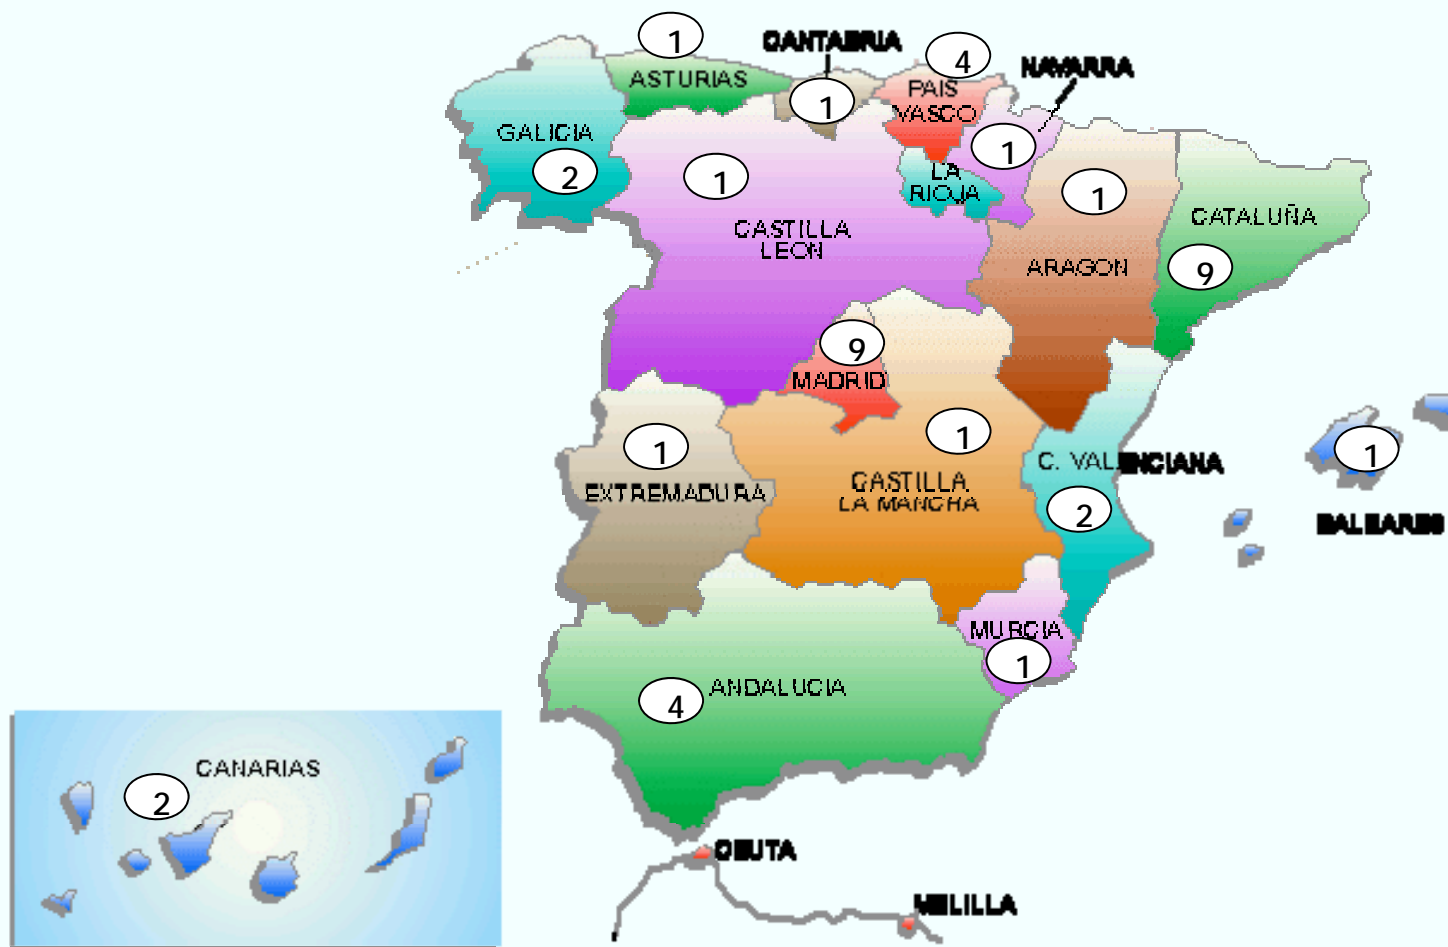 1
CANTABRIA
4
NAVARRA
ASTURIAS
PAIS
VASCO
1
GALICIA
1
2
1
LA
RIOJA
1
CASTILLA
LEON
CATALUÑA
ARAGON
9
9
MADRID
1
1
1
C. VALENCIANA
EXTREMADURA
CASTILLA
LA MANCHA
2
BALEARES
MURCIA
1
ANDALUCIA
4
CANARIAS
2
CEUTA
MELILLA